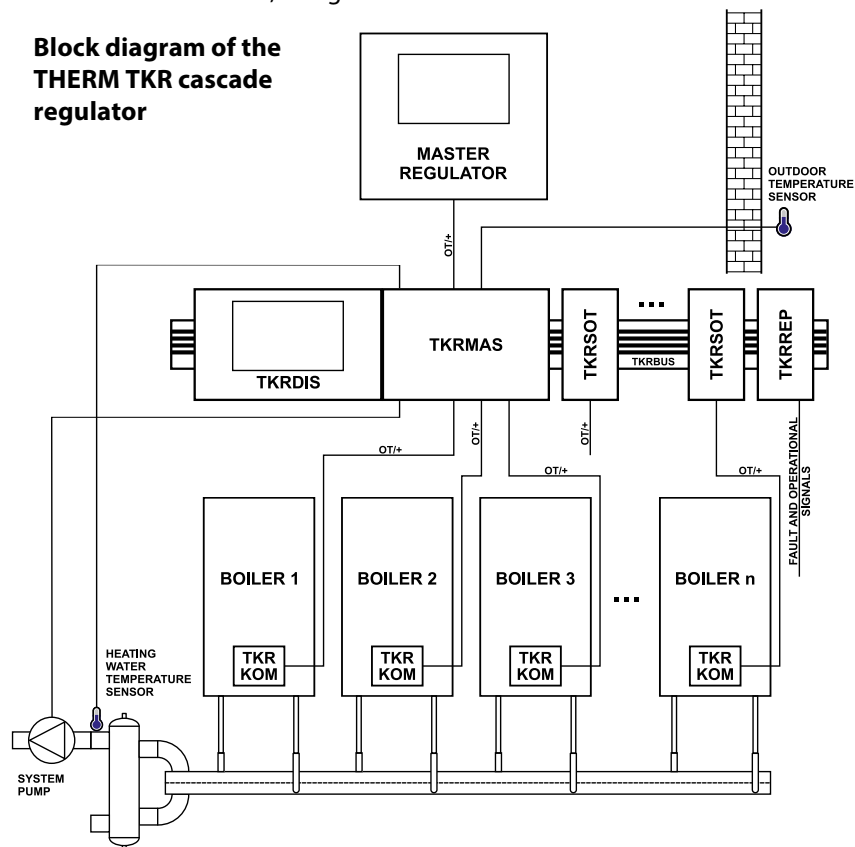 Block diagram of the
THERM TKR cascade
regulator
MASTER
REGULATOR
OUTDOOR
TEMPERATURE
SENSOR
OT/+
TKRDIS
TKRMAS
TKRSOT
...
TKRBUS
TKRSOT
TKRREP
OT/+
OT/+
OT/+
OT/+
OT/+
FAULT AND OPERATIONAL
SIGNALS
BOILER 1
BOILER 2
BOILER 3
...
BOILER n
TKR
KOM
TKR
KOM
TKR
KOM
TKR
KOM
HEATING
WATER
TEMPERATURE
SENSOR
SYSTEM
PUMP